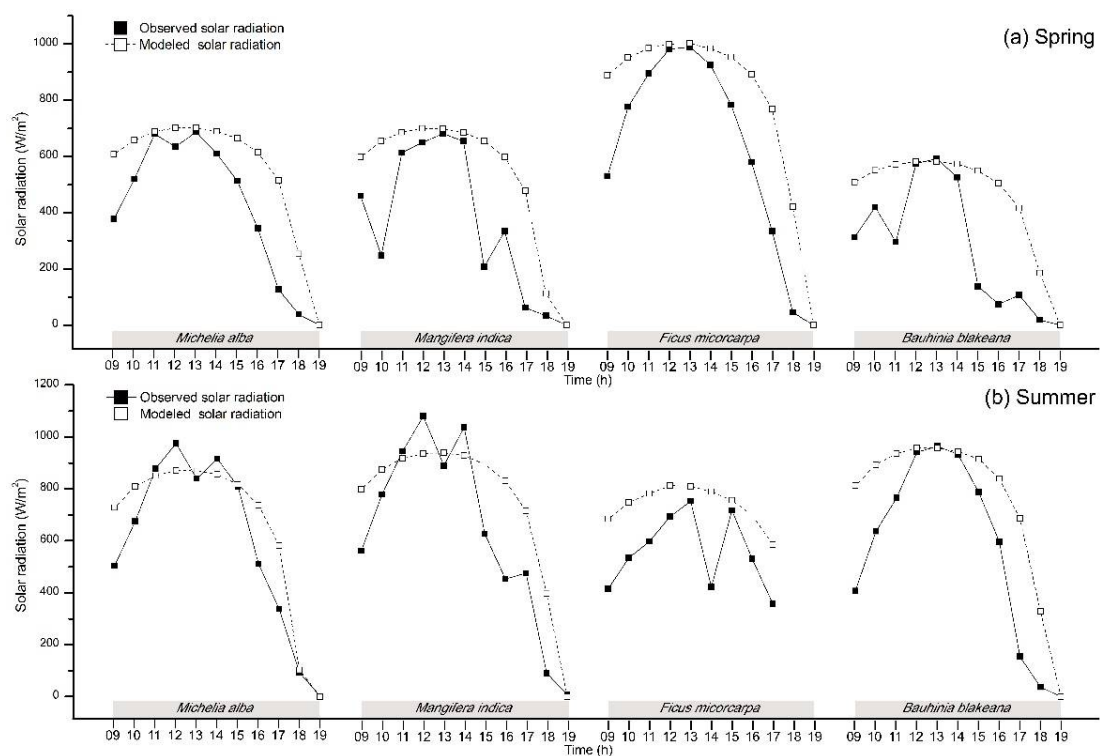 Observed solar radiation
Modeled solar radiation
(a) Spring
Solar radiation (W/m²)
1000
800
600
400
200
0
Michelia alba Mangifera indica Ficus micorcarpa Bauhinia blakeana
09 10 11 12 13 14 15 16 17 18 19 09 10 11 12 13 14 15 16 17 18 19 09 10 11 12 13 14 15 16 17 18 19 09 10 11 12 13 14 15 16 17 18 19
Time (h)
Observed solar radiation
Modeled solar radiation
(b) Summer
Solar radiation (W/m²)
1200
1000
800
600
400
200
0
Michelia alba Mangifera indica Ficus micorcarpa Bauhinia blakeana
09 10 11 12 13 14 15 16 17 18 19 09 10 11 12 13 14 15 16 17 18 19 09 10 11 12 13 14 15 16 17 18 19 09 10 11 12 13 14 15 16 17 18 19
Time (h)